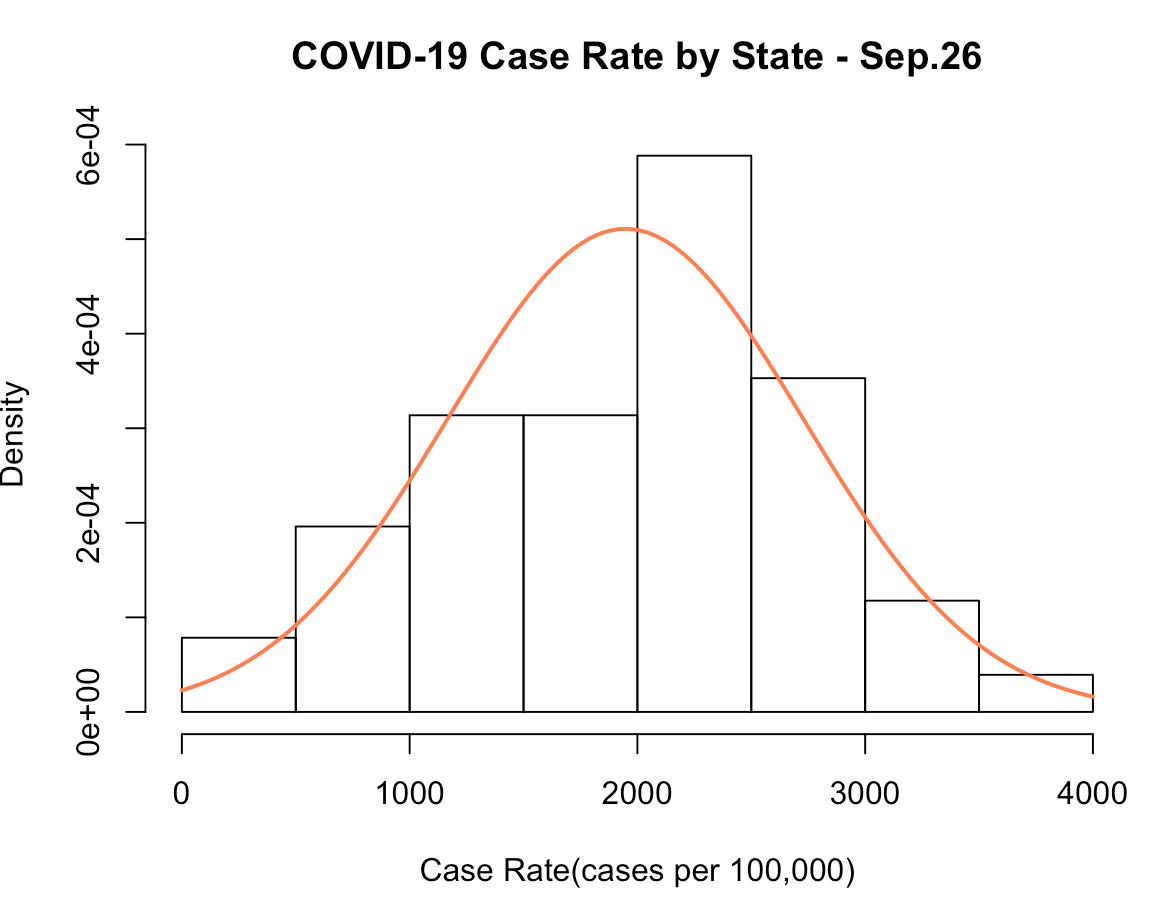 COVID-19 Case Rate by State - Sep.26
Density
6e-04
4e-04
2e-04
0e+00
0 1000 2000 3000 4000
Case Rate(cases per 100,000)